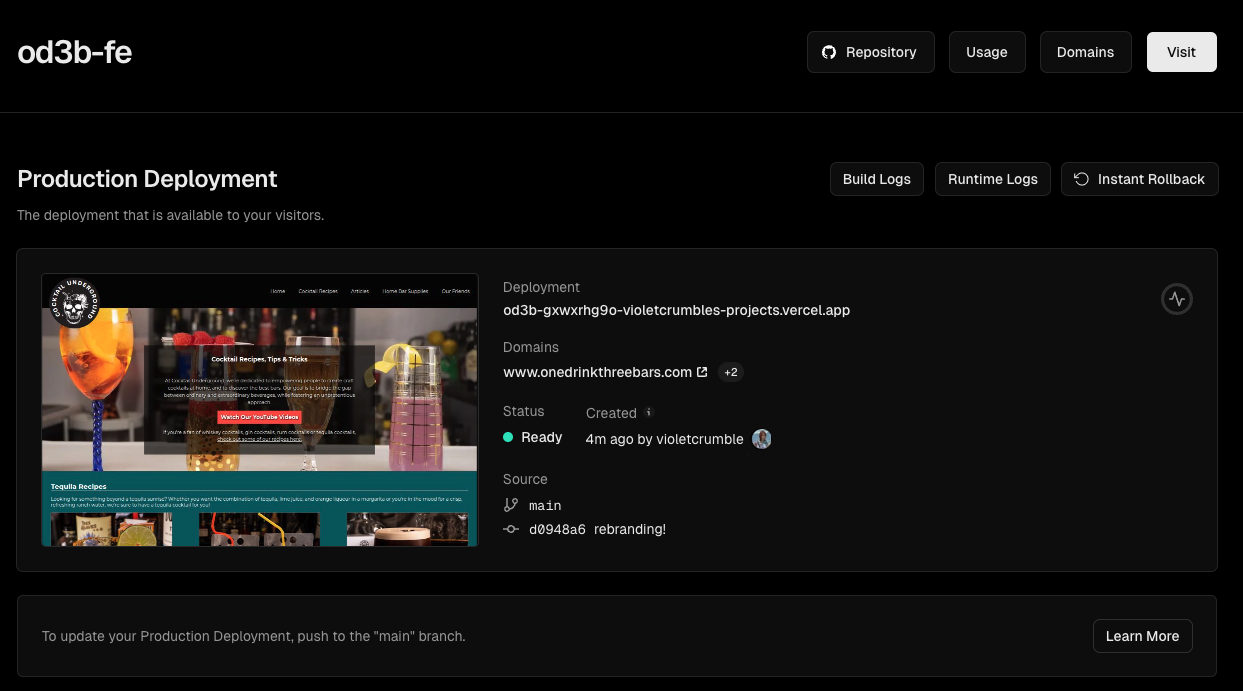 od3b-fe
Repository
Usage
Domains
Visit
Production Deployment
Build Logs
Runtime Logs
Instant Rollback
The deployment that is available to your visitors.
COCKTAIL UNDERGROUND
Home
Cocktail Recipes
Articles
Home Bar Supplies
Our Friends
Cocktail Recipes, Tips & Tricks
At Cocktail Underground, we're dedicated to empowering people to create craft
cocktails at home, and to discover the best bars. Our goal is to bridge the gap
between ordinary and extraordinary beverages, while fostering an unpretentious
approach.
Watch Our YouTube Videos
If you're a fan of whiskey cocktails, gin cocktails, rum cocktails or tequila cocktails,
check out some of our recipes here.
Tequila Recipes
Looking for something beyond a tequila sunrise? Whether you want the combination of tequila, lime juice, and orange liqueur in a margarita or you're in the mood for a crisp,
refreshing ranch water, we're sure to have a tequila cocktail for you!
Deployment
od3b-gxwxrhg9o-violetcrumbles-projects.vercel.app
Domains
www.onedrinkthreebars.com
+2
Status
Created
Ready
4m ago by violetcrumble
Source
main
d0948a6 rebranding!
To update your Production Deployment, push to the "main" branch.
Learn More